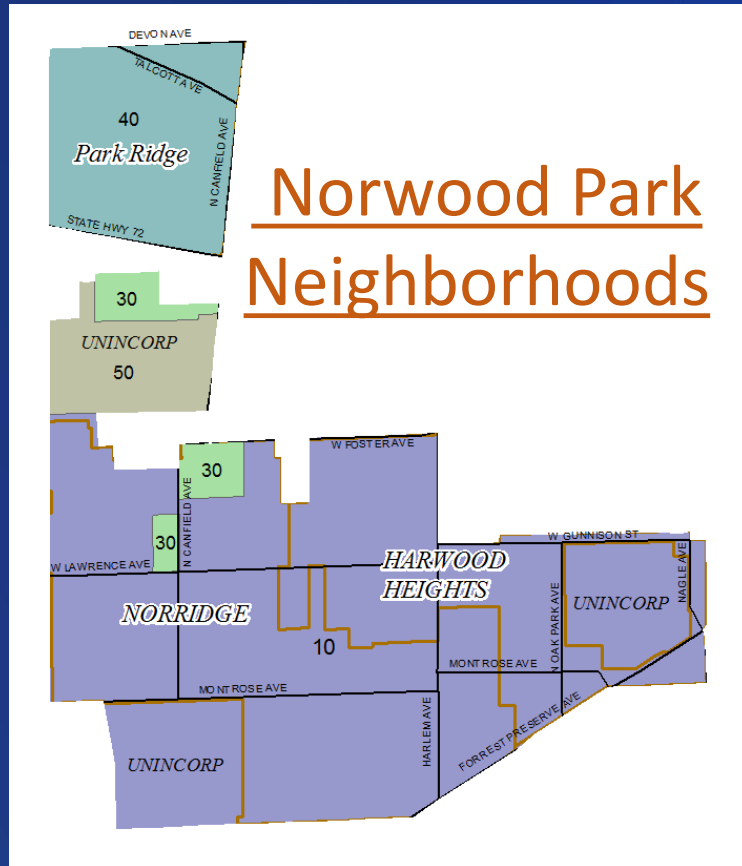 DEVON AVE
TALCOTT AVE
40
Park Ridge
N CANFIELD AVE
STATE HWY 72
Norwood Park
Neighborhoods
30
UNINCORP
50
W FOSTER AVE
30
N CANFIELD AVE
30
W GUNNISON ST
W LAWRENCE AVE
HARWOOD
HEIGHTS
NAGLE AVE
NORRIDGE
UNINCORP
10
N OAK PARK AVE
MONTROSE AVE
MONTROSE AVE
HARLEM AVE
FORREST PRESERVE AVE
UNINCORP